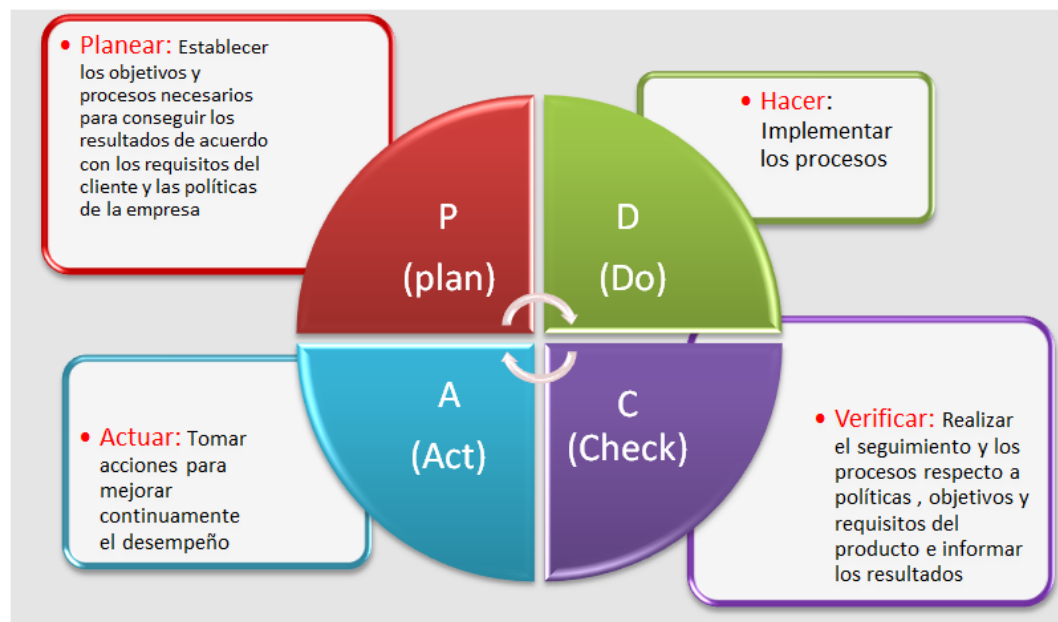 • Planear: Establecer
los objetivos y
procesos necesarios
para conseguir los
resultados de acuerdo
con los requisitos del
cliente y las políticas
de la empresa
• Hacer:
Implementar
los procesos
P
(plan)
D
(Do)
A
(Act)
C
(Check)
• Actuar: Tomar
acciones para
mejorar
continuamente
el desempeño
• Verificar: Realizar
el seguimiento y los
procesos respecto a
políticas , objetivos y
requisitos del
producto e informar
los resultados